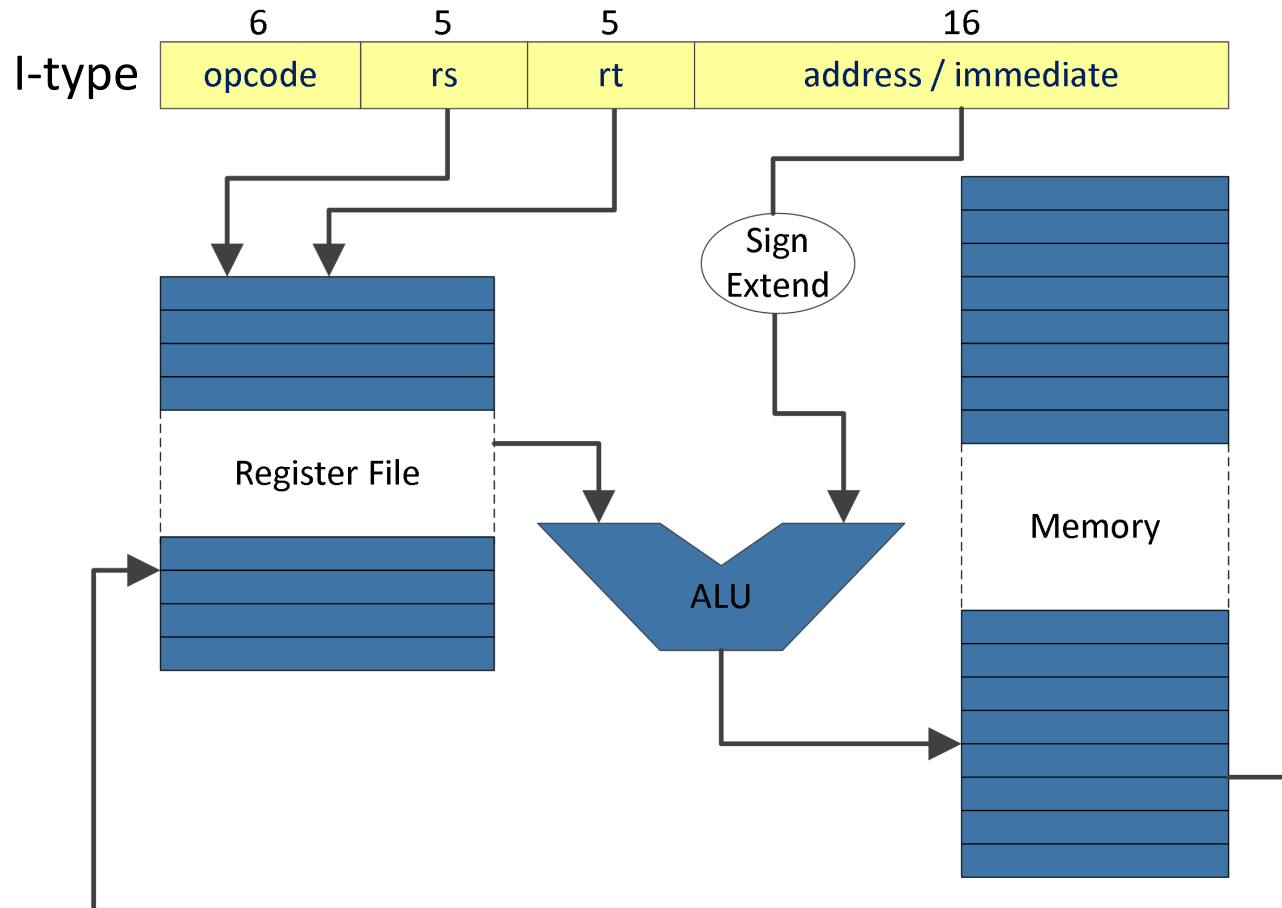 6 5 5 16
I-type opcode rs rt address / immediate
Sign
Extend
Register File
Memory
ALU